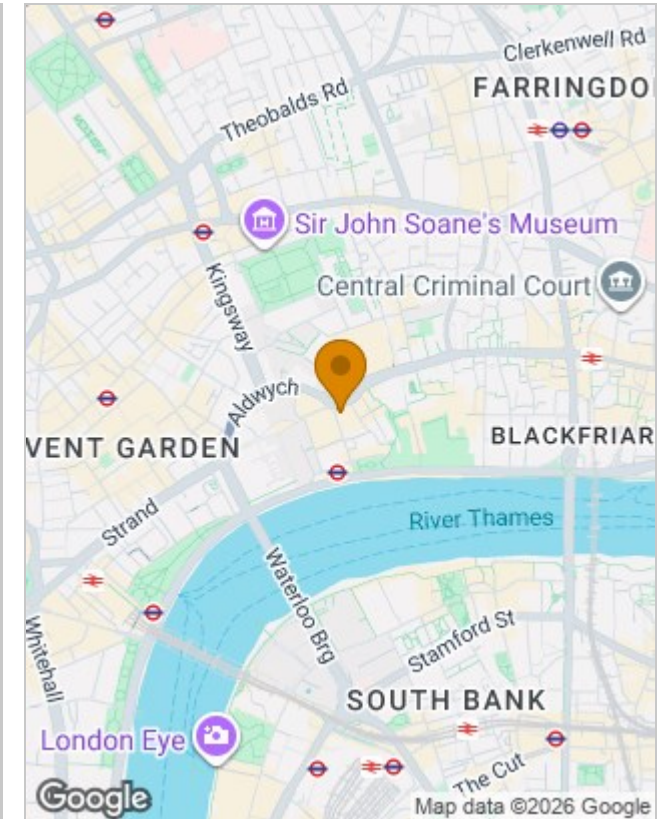 Clerkenwell Rd
FARRINGDO
Theobalds Rd
Sir John Soane's Museum
Kingsway
Central Criminal Court
Aldwych
VENT GARDEN
BLACKFRIAR
Strand
River Thames
Waterloo Brg
Whitehall
Stamford St
SOUTH BANK
London Eye
The Cut
Google
Map data ©2026 Google